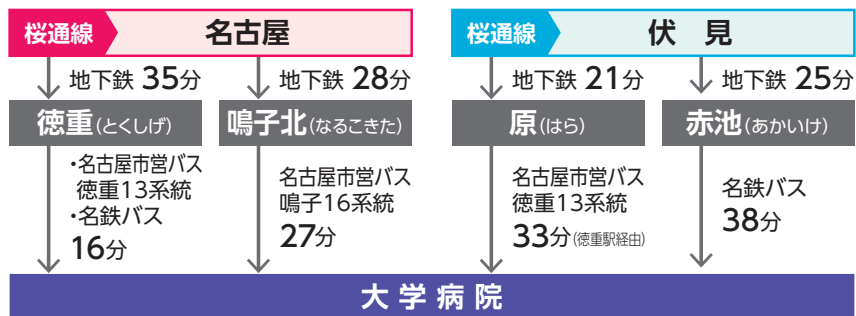 桜通線 名古屋
地下鉄 35分
徳重(とくしげ)
・名古屋市営バス
徳重13系統
・名鉄バス
16分
地下鉄 28分
鳴子北(なるこきた)
名古屋市営バス
鳴子16系統
27分
桜通線 伏 見
地下鉄 21分
原(はら)
名古屋市営バス
徳重13系統
33分(徳重駅経由)
地下鉄 25分
赤池(あかいけ)
名鉄バス
38分
大学病院